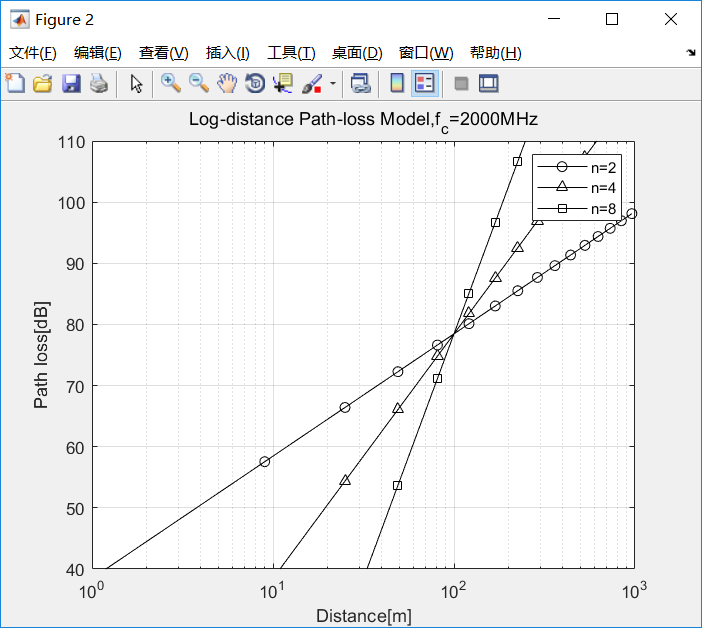 Figure 2
文件(F) 编辑(E) 查看(V) 插入(I) 工具(T) 桌面(D) 窗口(W) 帮助(H)
Log-distance Path-loss Model,f_c=2000MHz
n=2
n=4
n=8
Path loss[dB]
110
100
90
80
70
60
50
40
10^0 10^1 10^2 10^3
Distance[m]